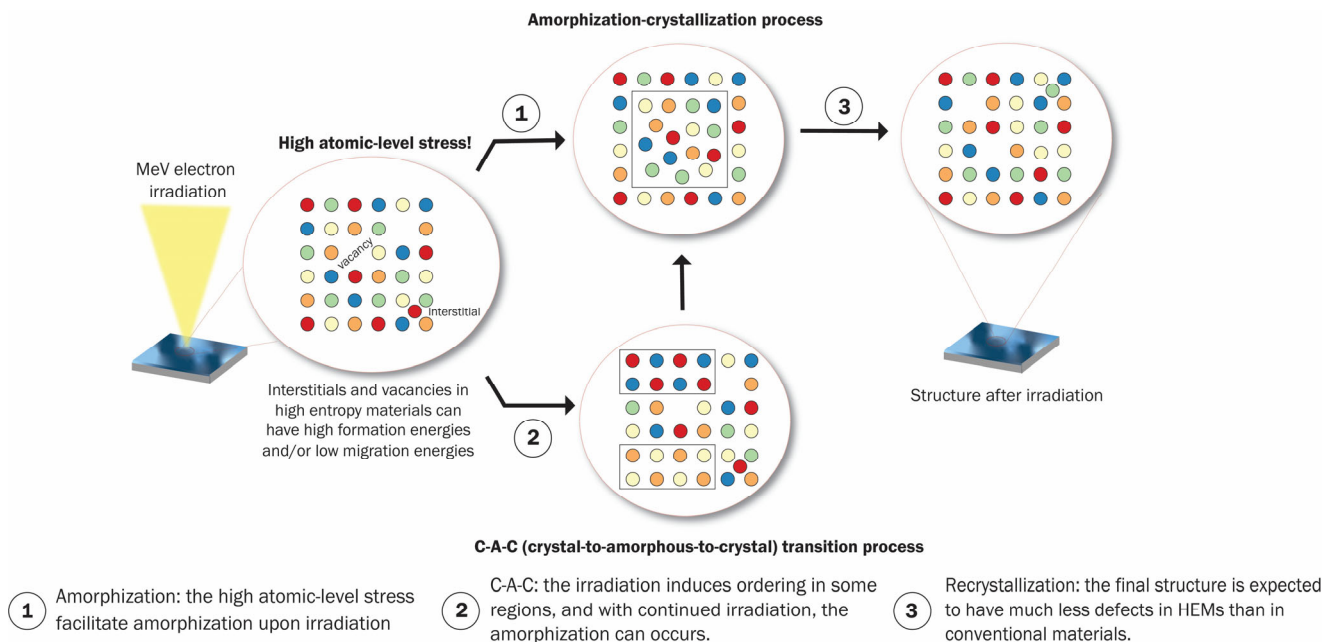 Amorphization-crystallization process
1
3
High atomic-level stress!
MeV electron
irradiation
vacancy
Interstitial
Interstitials and vacancies in
high entropy materials can
have high formation energies
and/or low migration energies
2
Structure after irradiation
C-A-C (crystal-to-amorphous-to-crystal) transition process
1
Amorphization: the high atomic-level stress
facilitate amorphization upon irradiation
2
C-A-C: the irradiation induces ordering in some
regions, and with continued irradiation, the
amorphization can occurs.
3
Recrystallization: the final structure is expected
to have much less defects in HEMs than in
conventional materials.